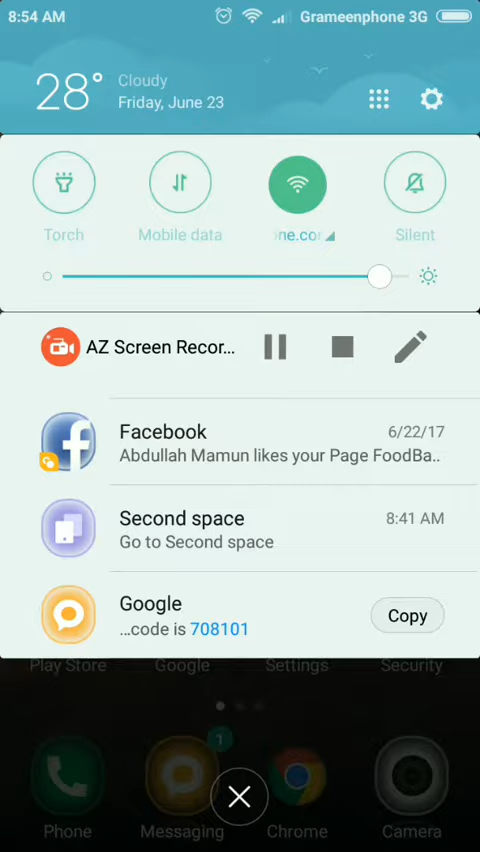 8:54 AM
Grameenphone 3G
28°
Cloudy
Friday, June 23
Torch
Mobile data
ne.co
Silent
AZ Screen Recor...
Facebook
6/22/17
Abdullah Mamun likes your Page FoodBa..
Second space
8:41 AM
Go to Second space
Google
...code is 708101
Copy
Play Store
Google
Settings
Security
1
Phone
Messaging
Chrome
Camera